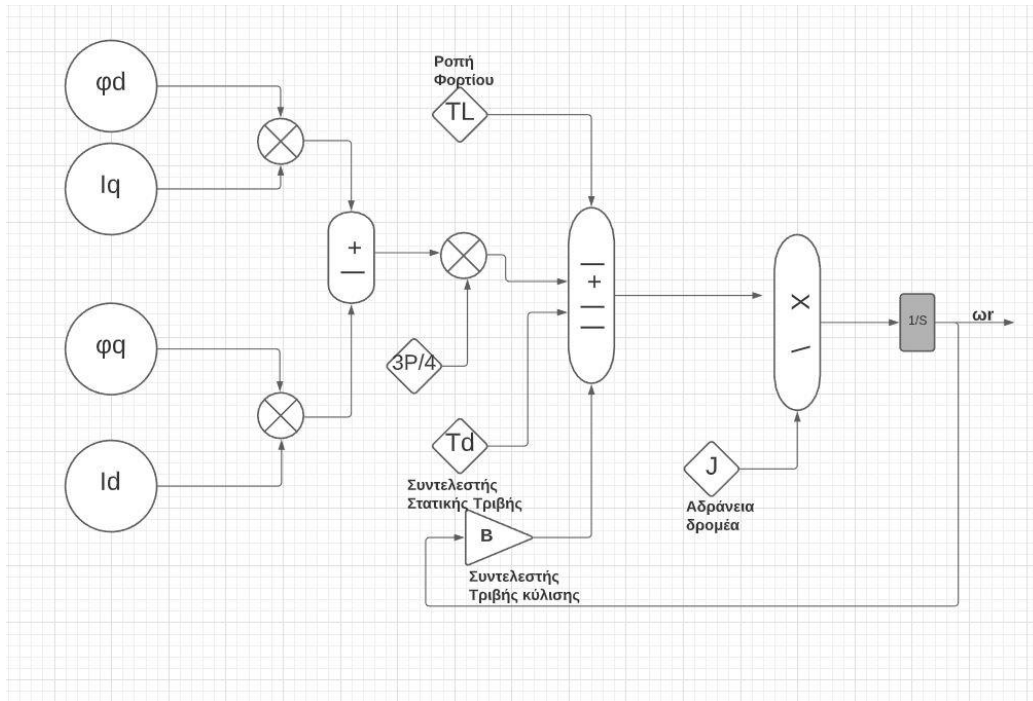 φd
Iq
φq
Id
+
|
Ροπή
Φορτίου
TL
3P/4
Td
Συντελεστής
Στατικής Τριβής
B
Συντελεστής
Τριβής κύλισης
|
+
|
|
X
\
J
Αδράνεια
δρομέα
1/S
ωr